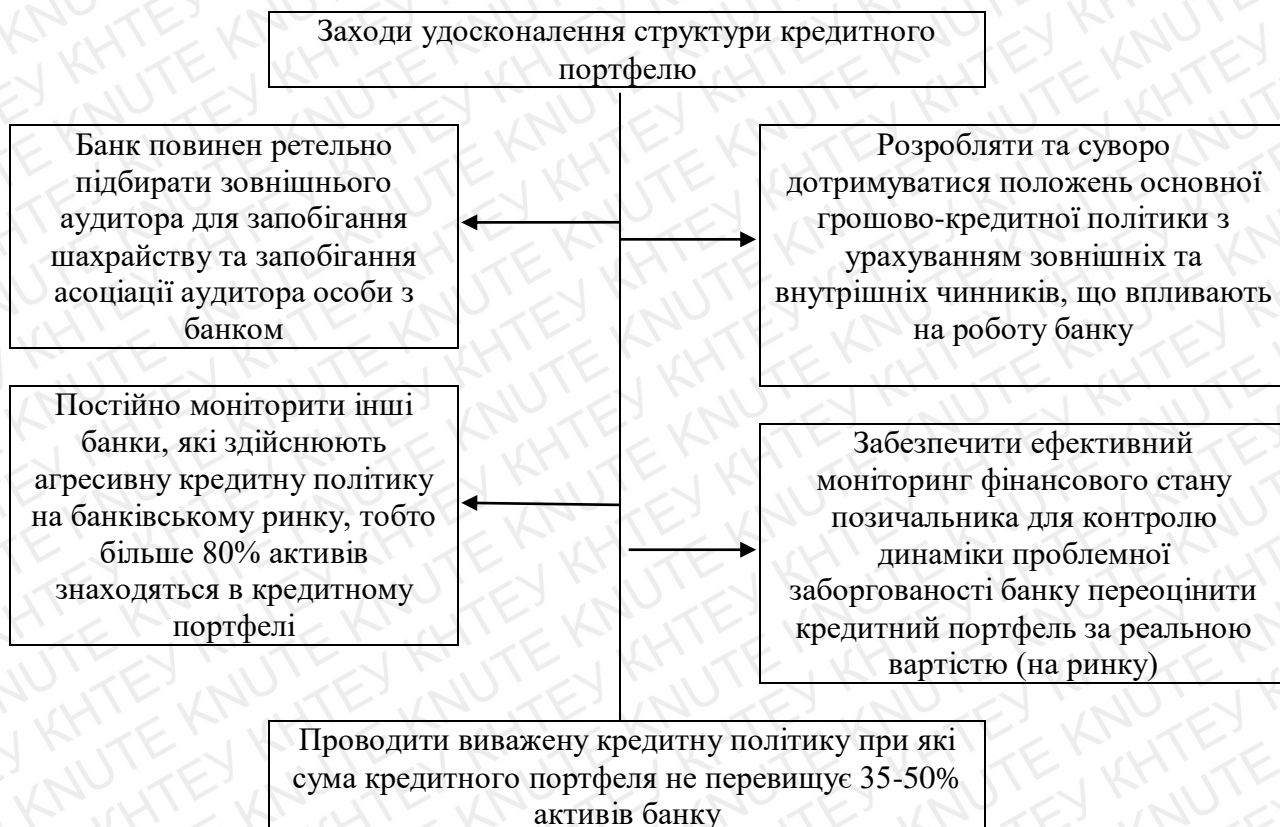 Заходи удосконалення структури кредитного
портфелю
Банк повинен ретельно
підбирати зовнішнього
аудитора для запобігання
шахрайству та запобігання
асоціації аудитора особи з
банком
Розробляти та суворо
дотримуватися положень основної
грошово-кредитної політики з
урахуванням зовнішніх та
внутрішніх чинників, що впливають
на роботу банку
Постійно моніторити інші
банки, які здійснюють
агресивну кредитну політику
на банківському ринку, тобто
більше 80% активів
знаходяться в кредитному
портфелі
Забезпечити ефективний
моніторинг фінансового стану
позичальника для контролю
динаміки проблемної
заборгованості банку переоцінити
кредитний портфель за реальною
вартістю (на ринку)
Проводити виважену кредитну політику при які
сума кредитного портфеля не перевищує 35-50%
активів банку